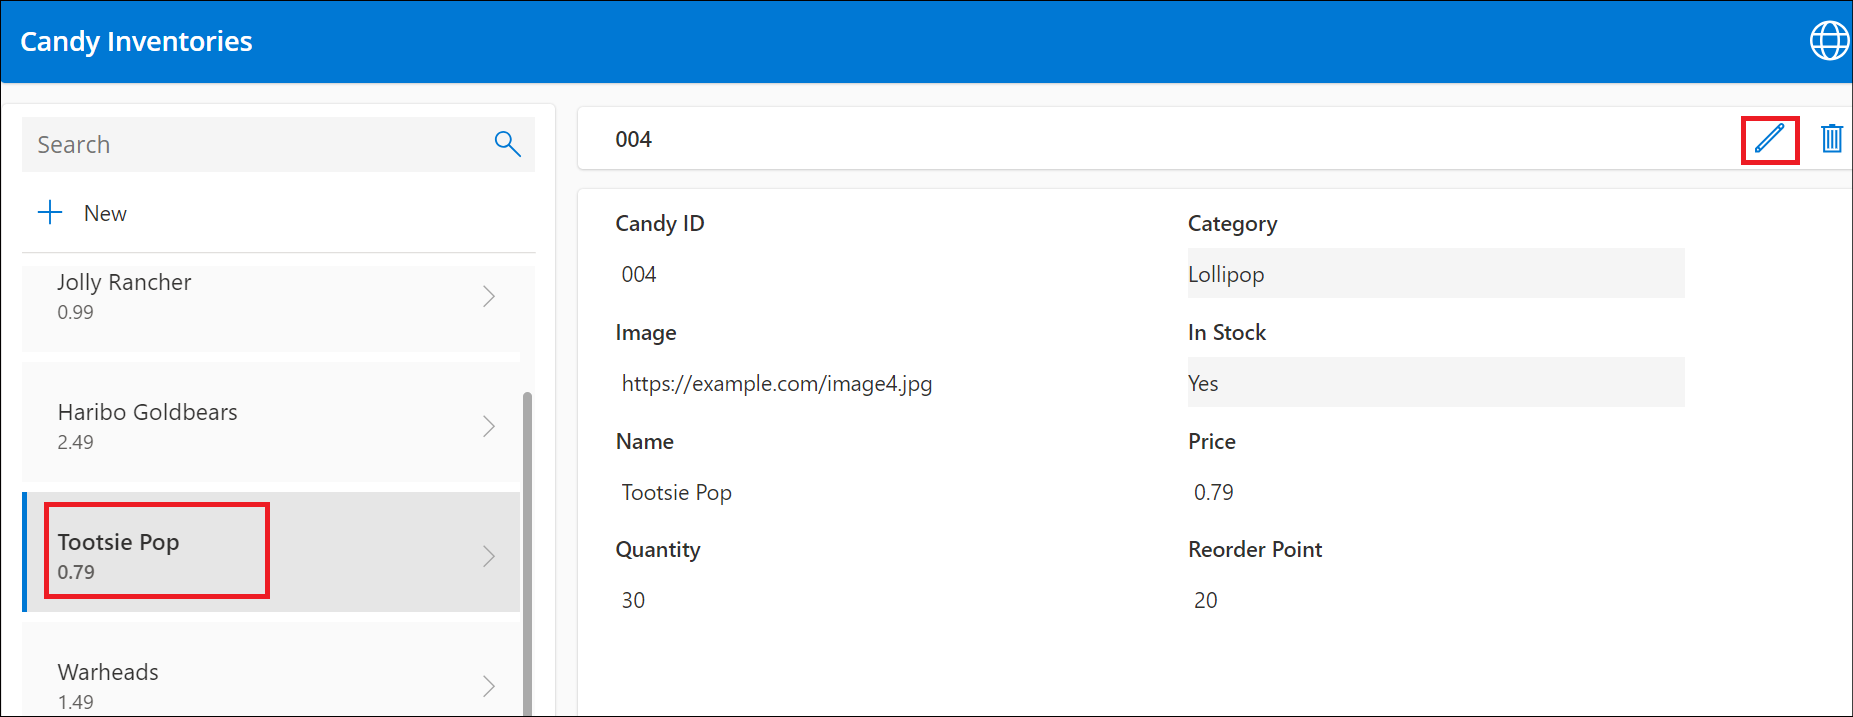 Candy Inventories
Search
New
Jolly Rancher
0.99
Haribo Goldbears
2.49
Tootsie Pop
0.79
Warheads
1.49
004
Candy ID
004
Category
Lollipop
Image
https://example.com/image4.jpg
In Stock
Yes
Name
Tootsie Pop
Price
0.79
Quantity
30
Reorder Point
20